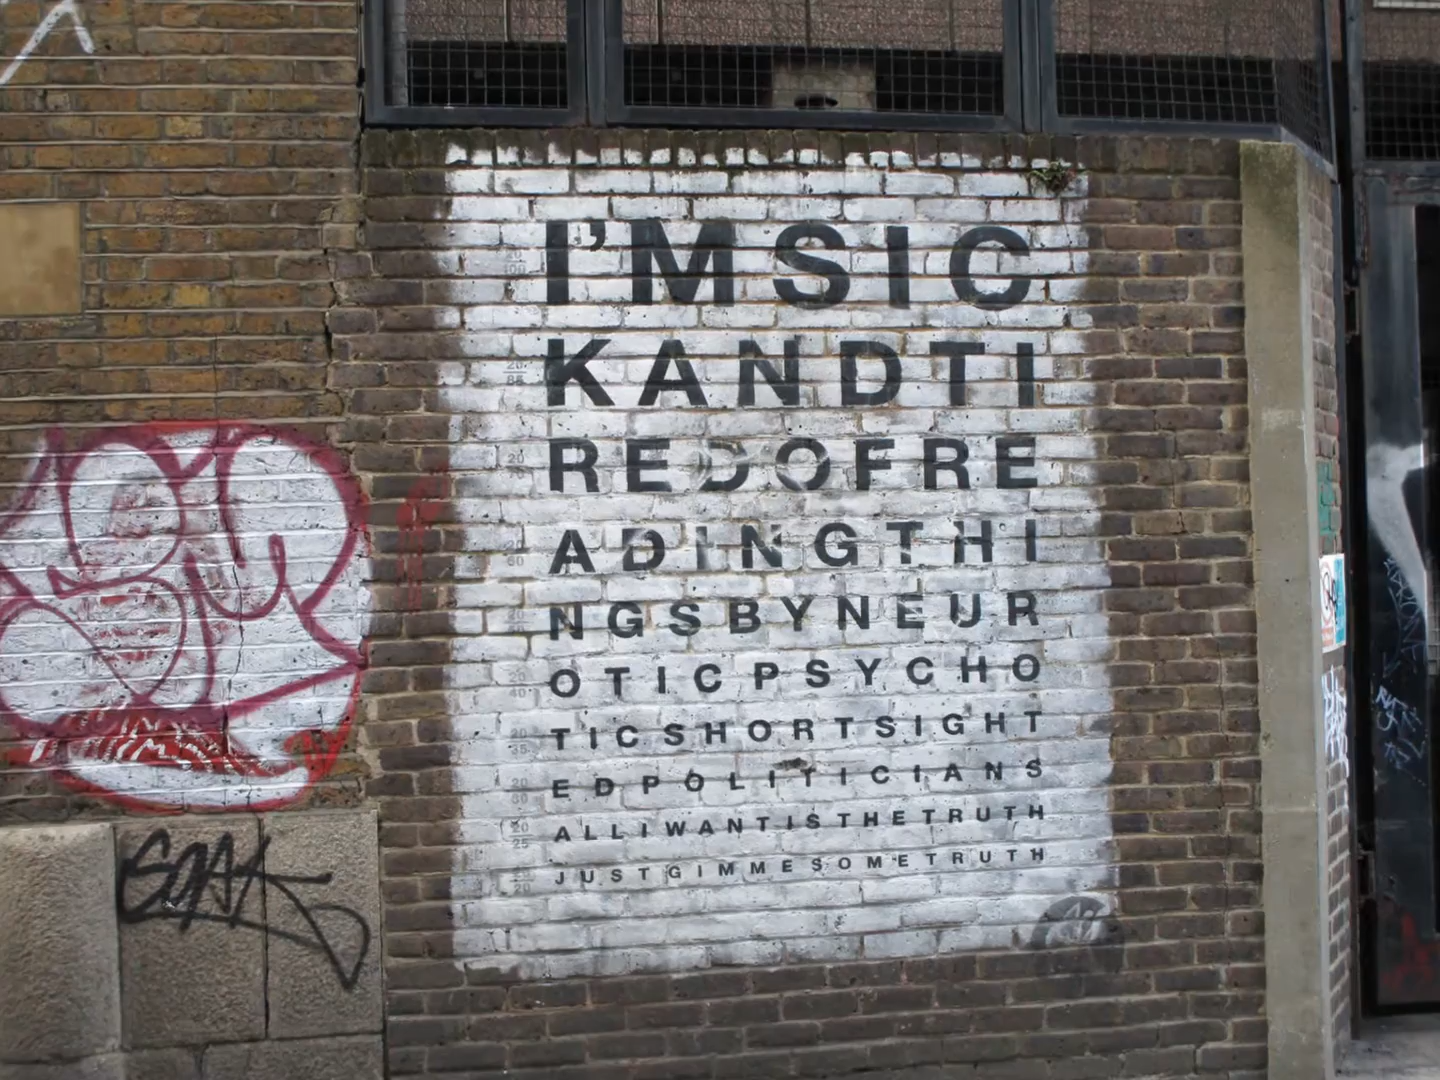 I'MSIC
KANDTI
REDOFRE
ADINGTHI
NGSBYNEUR
OTICPSYCHO
TICSHORTSIGHT
EDPOLITICIANS
ALLIWANTISTHETRUTH
JUSTGIMMESOMETRUTH